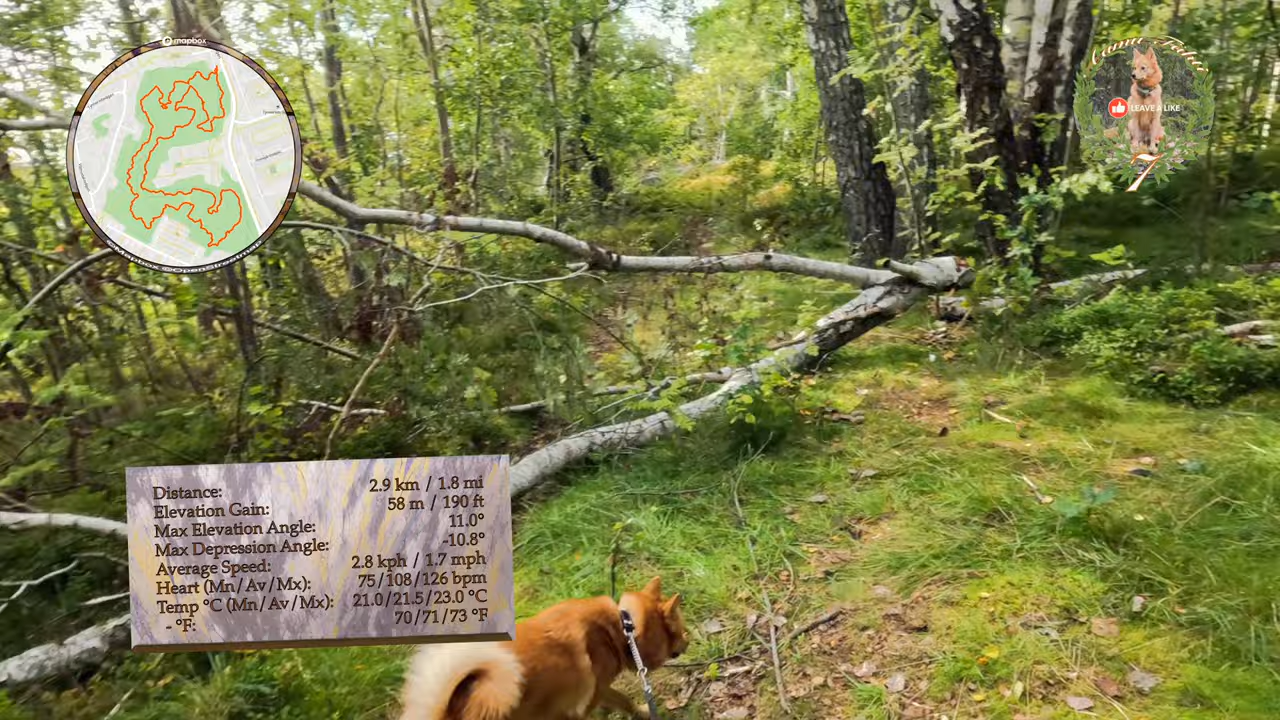 mapbox
©Mapbox ©OpenStreetMap
LEAVE A LIKE
7
Distance: 2.9 km / 1.8 mi
Elevation Gain: 58 m / 190 ft
Max Elevation Angle: 11.0°
Max Depression Angle: -10.8°
Average Speed: 2.8 kph / 1.7 mph
Heart (Mn/Av/Mx): 75/108/126 bpm
Temp °C (Mn/Av/Mx): 21.0/21.5/23.0 °C
- °F: 70/71/73 °F